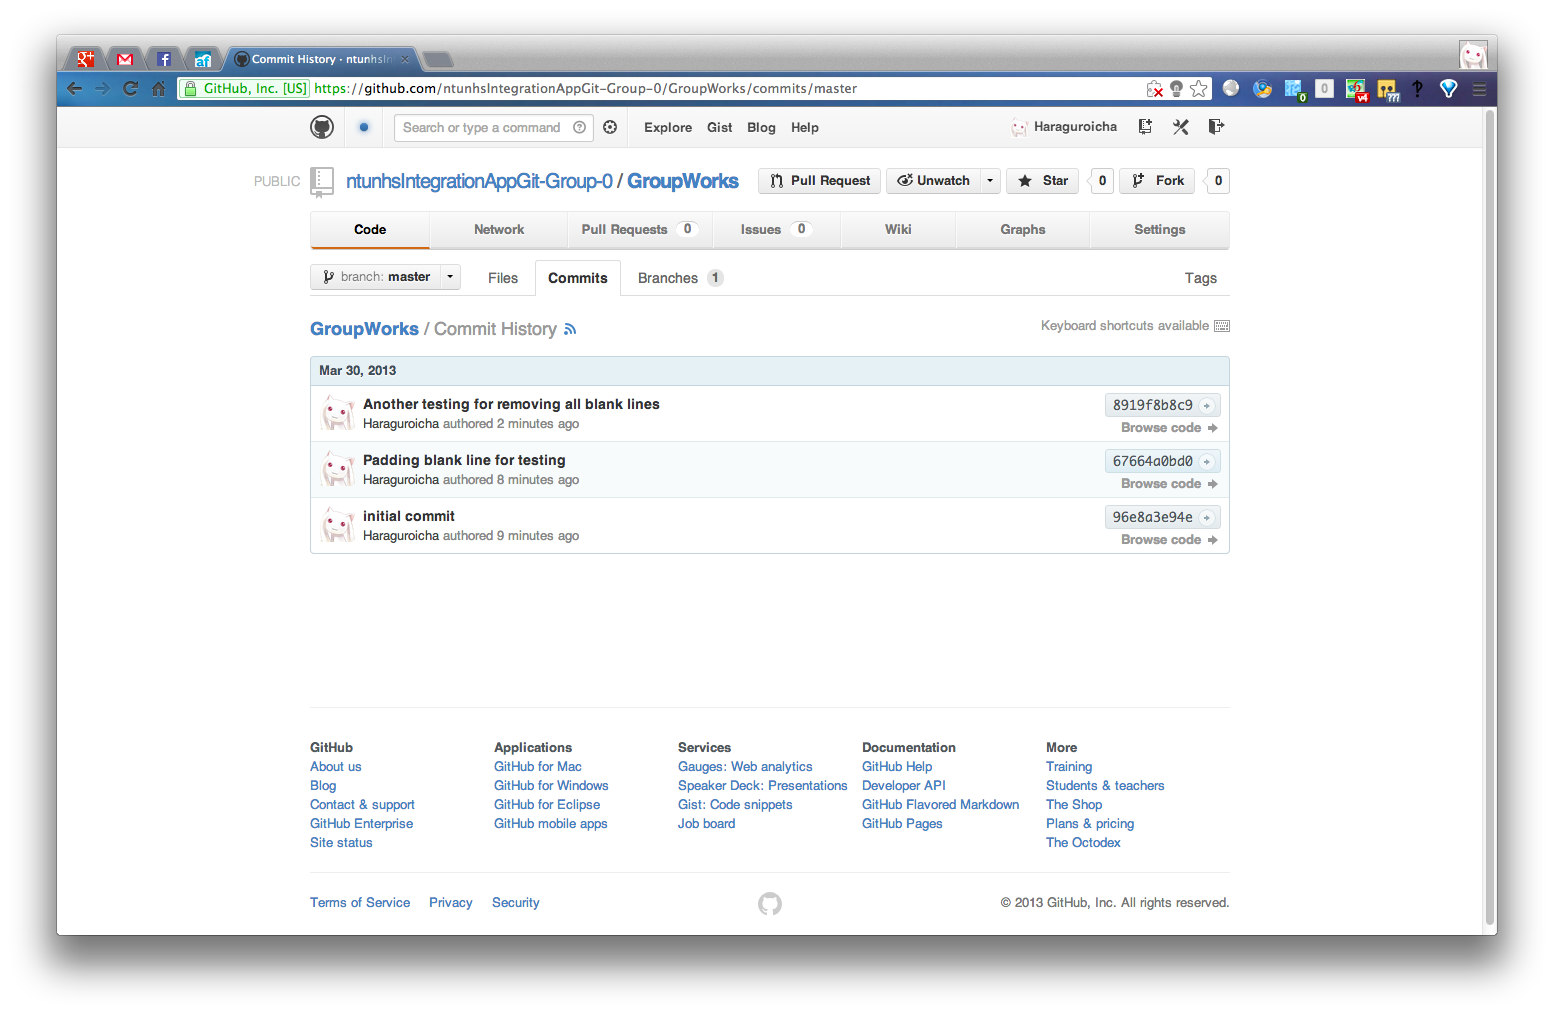 Commit History · ntunhsIn
GitHub, Inc. [US] https://github.com/ntunhsIntegrationAppGit-Group-0/GroupWorks/commits/master
Search or type a command Explore Gist Blog Help Haraguroicha
PUBLIC ntunhsIntegrationAppGit-Group-0 / GroupWorks Pull Request Unwatch Star 0 Fork 0
Code Network Pull Requests 0 Issues 0 Wiki Graphs Settings
branch: master Files Commits Branches 1 Tags
GroupWorks / Commit History Keyboard shortcuts available
Mar 30, 2013
Another testing for removing all blank lines 8919f8b8c9
Haraguroicha authored 2 minutes ago Browse code
Padding blank line for testing 67664a0bd0
Haraguroicha authored 8 minutes ago Browse code
initial commit 96e8a3e94e
Haraguroicha authored 9 minutes ago Browse code
GitHub Applications Services Documentation More
About us GitHub for Mac Gauges: Web analytics GitHub Help Training
Blog GitHub for Windows Speaker Deck: Presentations Developer API Students & teachers
Contact & support GitHub for Eclipse Gist: Code snippets GitHub Flavored Markdown The Shop
GitHub Enterprise GitHub mobile apps Job board GitHub Pages Plans & pricing
Site status The Octodex
Terms of Service Privacy Security © 2013 GitHub, Inc. All rights reserved.